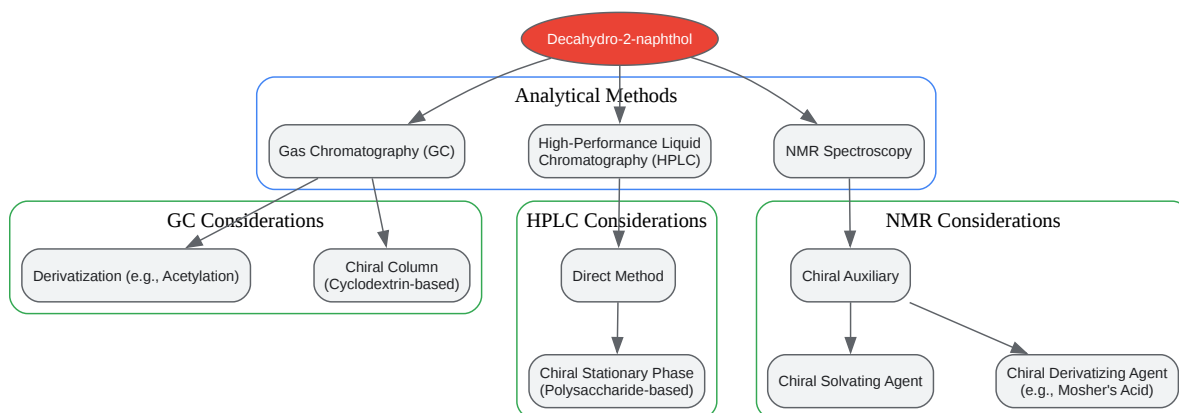 Decahydro-2-naphthol
Analytical Methods
Gas Chromatography (GC)
High-Performance Liquid
Chromatography (HPLC)
NMR Spectroscopy
GC Considerations
HPLC Considerations
NMR Considerations
Derivatization (e.g., Acetylation)
Chiral Column
(Cyclodextrin-based)
Direct Method
Chiral Auxiliary
Chiral Stationary Phase
(Polysaccharide-based)
Chiral Solvating Agent
Chiral Derivatizing Agent
(e.g., Mosher's Acid)